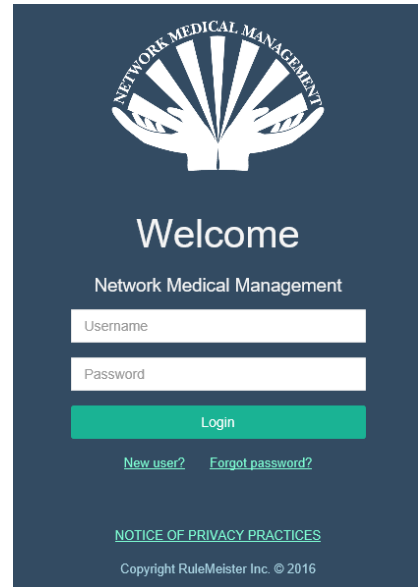 NETWORK MEDICAL MANAGEMENT
Welcome
Network Medical Management
Username
Password
Login
New user? Forgot password?
NOTICE OF PRIVACY PRACTICES
Copyright RuleMeister Inc. © 2016